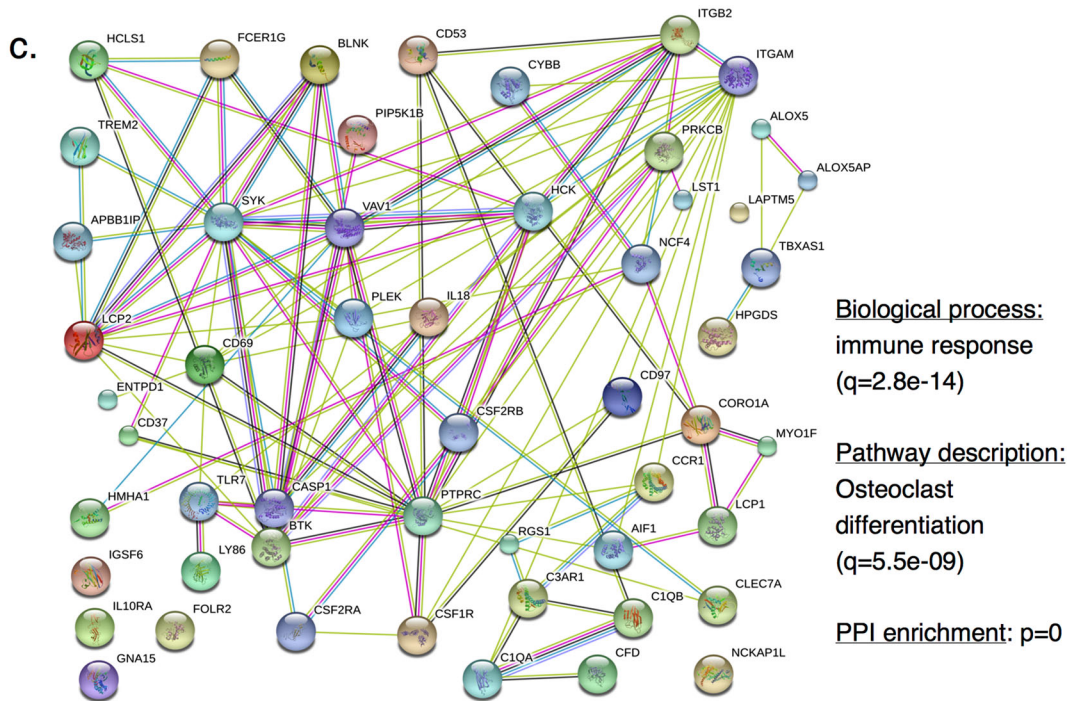 C.
HCLS1
FCER1G
BLNK
CD53
ITGB2
CYBB
ITGAM
PIP5K1B
TREM2
PRKCB
ALOX5
ALOX5AP
LST1
SYK
VAV1
HCK
LAPTM5
APBB1IP
NCF4
TBXAS1
PLEK
IL18
HPGDS
LCP2
CD69
ENTPD1
CD97
CD37
CSF2RB
CORO1A
MYO1F
CCR1
TLR7
CASP1
PTPRC
HMHA1
LCP1
BTK
RGS1
AIF1
IGSF6
LY86
C3AR1
CLEC7A
C1QB
IL10RA
FOLR2
CSF2RA
CSF1R
GNA15
C1QA
CFD
NCKAP1L
Biological process:
immune response
(q=2.8e-14)
Pathway description:
Osteoclast
differentiation
(q=5.5e-09)
PPI enrichment: p=0